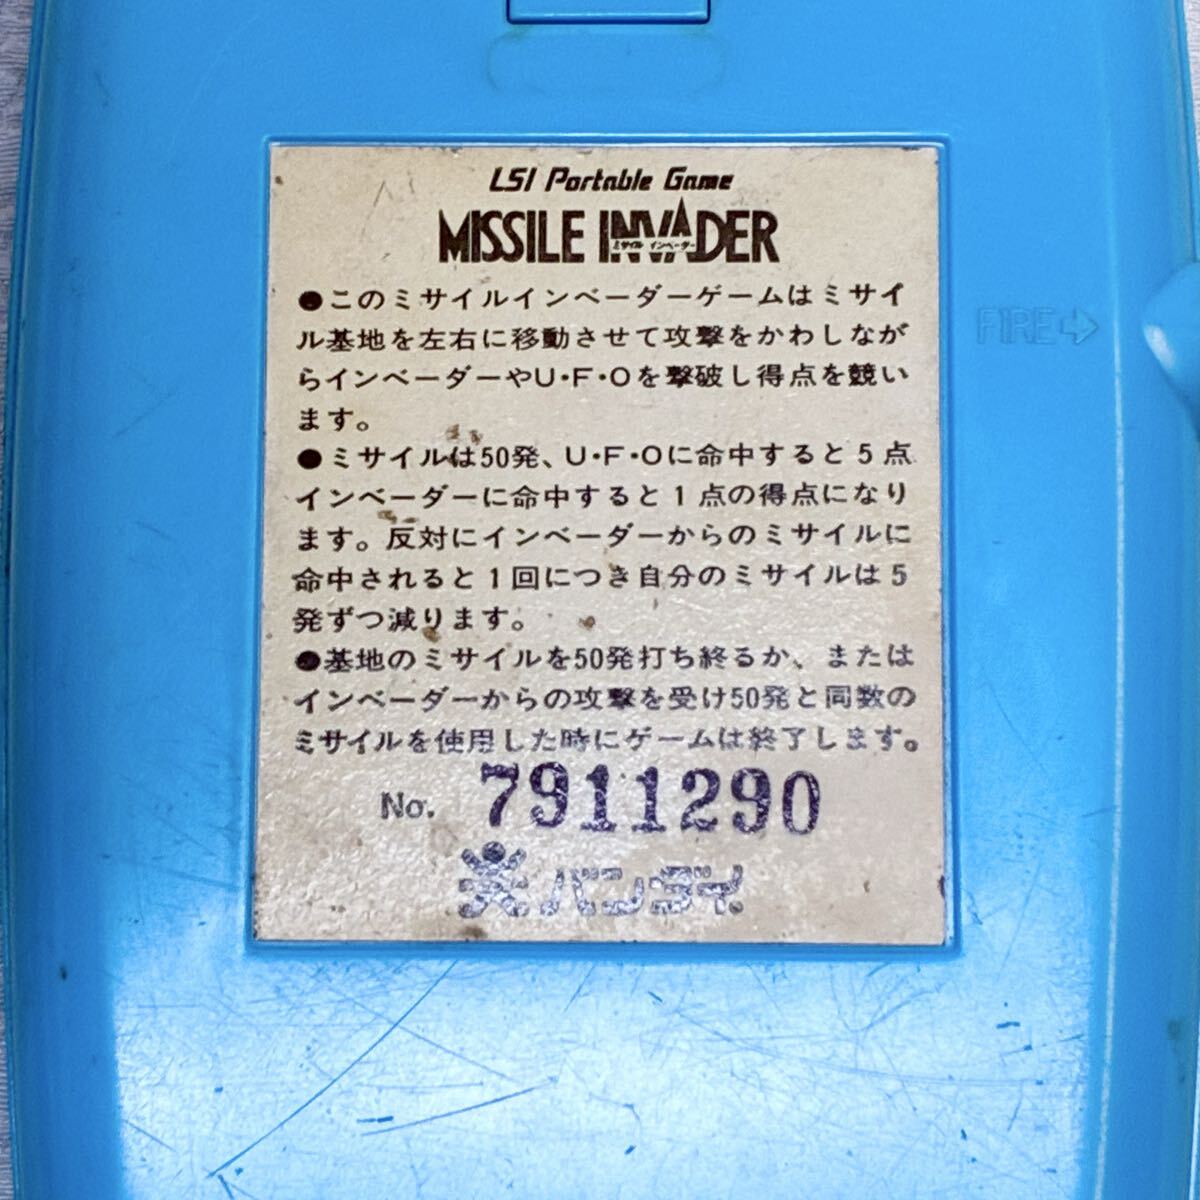 LSI Portable Game
MISSILE INVADER
ミサイル インベーダー
●このミサイルインベーダーゲームはミサイ
ル基地を左右に移動させて攻撃をかわしなが
らインベーダーやU・F・Oを撃破し得点を競い
ます。
●ミサイルは50発、U・F・Oに命中すると5点
インベーダーに命中すると1点の得点になり
ます。反対にインベーダーからのミサイルに
命中されると1回につき自分のミサイルは5
発ずつ減ります。
●基地のミサイルを50発打ち終るか、または
インベーダーからの攻撃を受け50発と同数の
ミサイルを使用した時にゲームは終了します。
No. 7911290
バンダイ
FIRE⇨